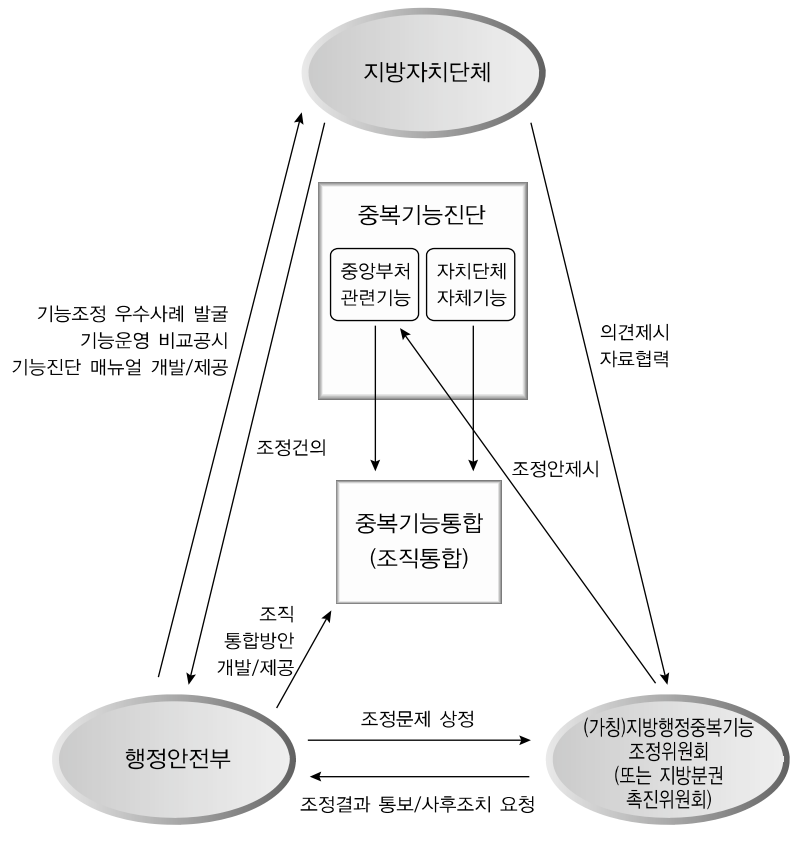 지방자치단체
중복기능진단
중앙부처
관련기능
자치단체
자체기능
기능조정 우수사례 발굴
기능운영 비교공시
기능진단 매뉴얼 개발/제공
의견제시
자료협력
조정건의
조정안제시
중복기능통합
(조직통합)
조직
통합방안
개발/제공
행정안전부
조정문제 상정
조정결과 통보/사후조치 요청
(가칭)지방행정중복기능
조정위원회
(또는 지방분권
촉진위원회)